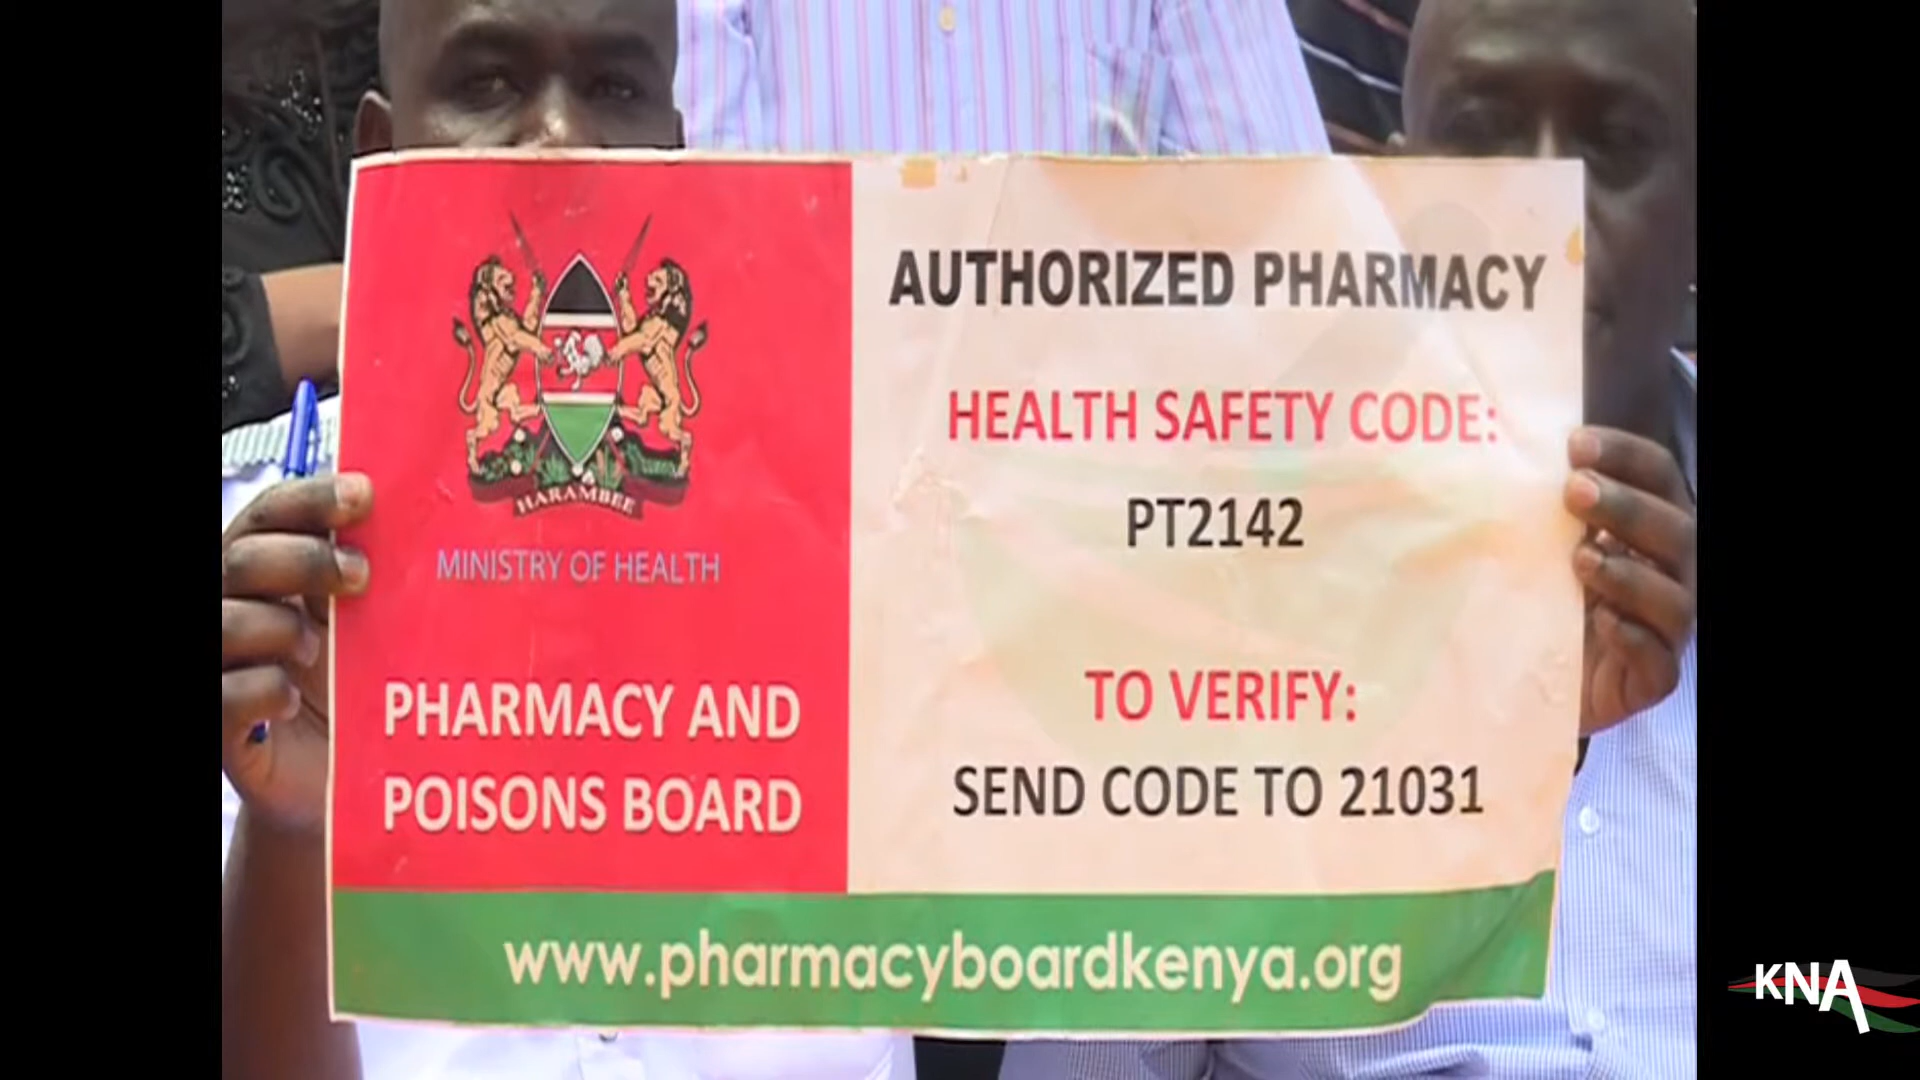 HARAMBEE
MINISTRY OF HEALTH
PHARMACY AND
POISONS BOARD
AUTHORIZED PHARMACY
HEALTH SAFETY CODE:
PT2142
TO VERIFY:
SEND CODE TO 21031
www.pharmacyboardkenya.org
KNA